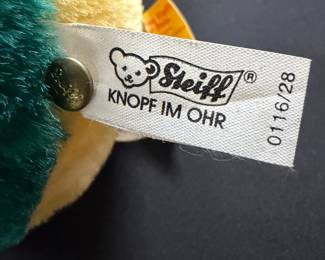 Steiff®
KNOPF IM OHR
0116/28